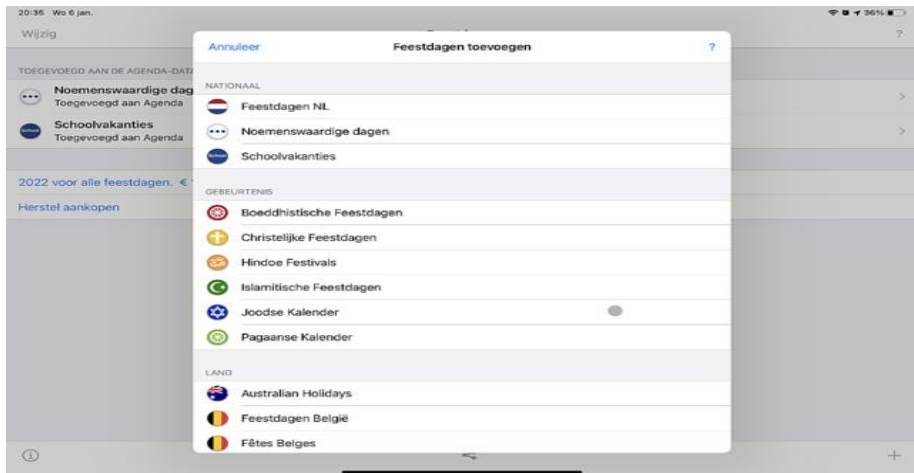 20:35 Wo 6 jan.
36%
Wijzig
?
Annuleer
Feestdagen toevoegen
?
TOEGEVOEGD AAN DE AGENDA-DAT
Noemenswaardige dag
Toegevoegd aan Agenda
Schoolvakanties
Toegevoegd aan Agenda
2022 voor alle feestdagen. €
Herstel aankopen
NATIONAAL
Feestdagen NL
Noemenswaardige dagen
Schoolvakanties
GEBEURTENIS
Boeddhistische Feestdagen
Christelijke Feestdagen
Hindoe Festivals
Islamitische Feestdagen
Joodse Kalender
Pagaanse Kalender
LAND
Australian Holidays
Feestdagen België
Fêtes Belges